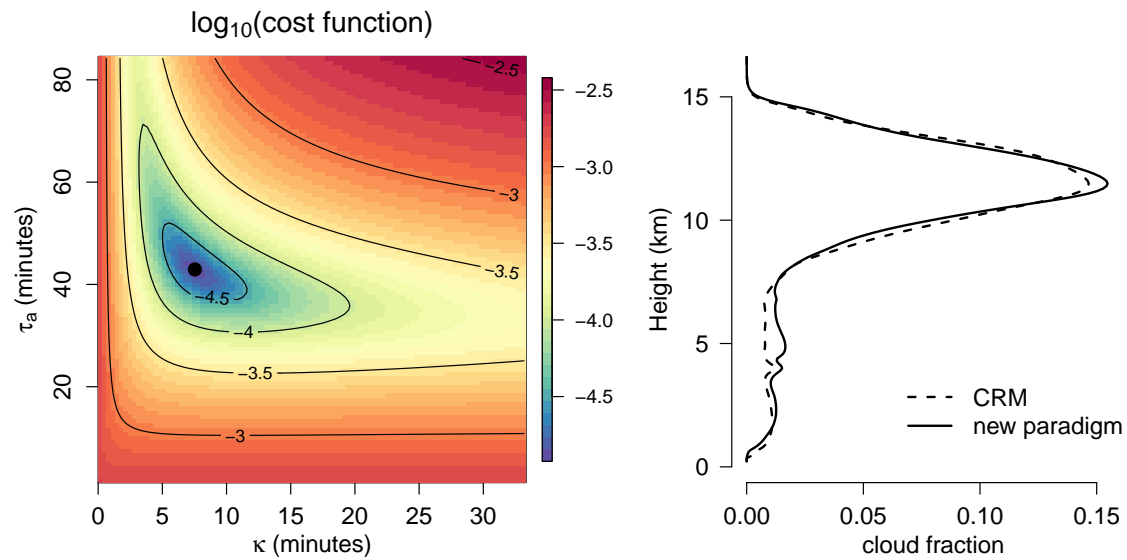 log10(cost function)
80
60
40
20
0 5 10 15 20 25 30
κ (minutes)
τa (minutes)
−2.5
−3
−3.5
−4.5
−4
−3.5
−3
−2.5
−3.0
−3.5
−4.0
−4.5
15
10
5
0
Height (km)
CRM
new paradigm
0.00 0.05 0.10 0.15
cloud fraction